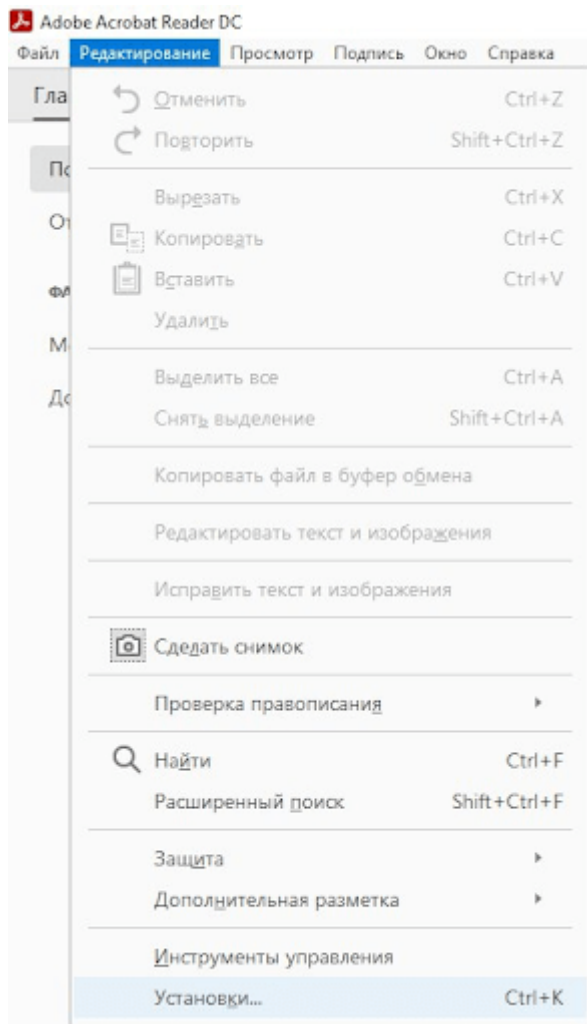 Adobe Acrobat Reader DC
Файл Редактирование Просмотр Подпись Окно Справка
Гла
Отменить Ctrl+Z
Повторить Shift+Ctrl+Z
Вырезать Ctrl+X
Копировать Ctrl+C
Вставить Ctrl+V
Удалить
Выделить все Ctrl+A
Снять выделение Shift+Ctrl+A
Копировать файл в буфер обмена
Редактировать текст и изображения
Исправить текст и изображения
Сделать снимок
Проверка правописания
Найти Ctrl+F
Расширенный поиск Shift+Ctrl+F
Защита
Дополнительная разметка
Инструменты управления
Установки... Ctrl+K